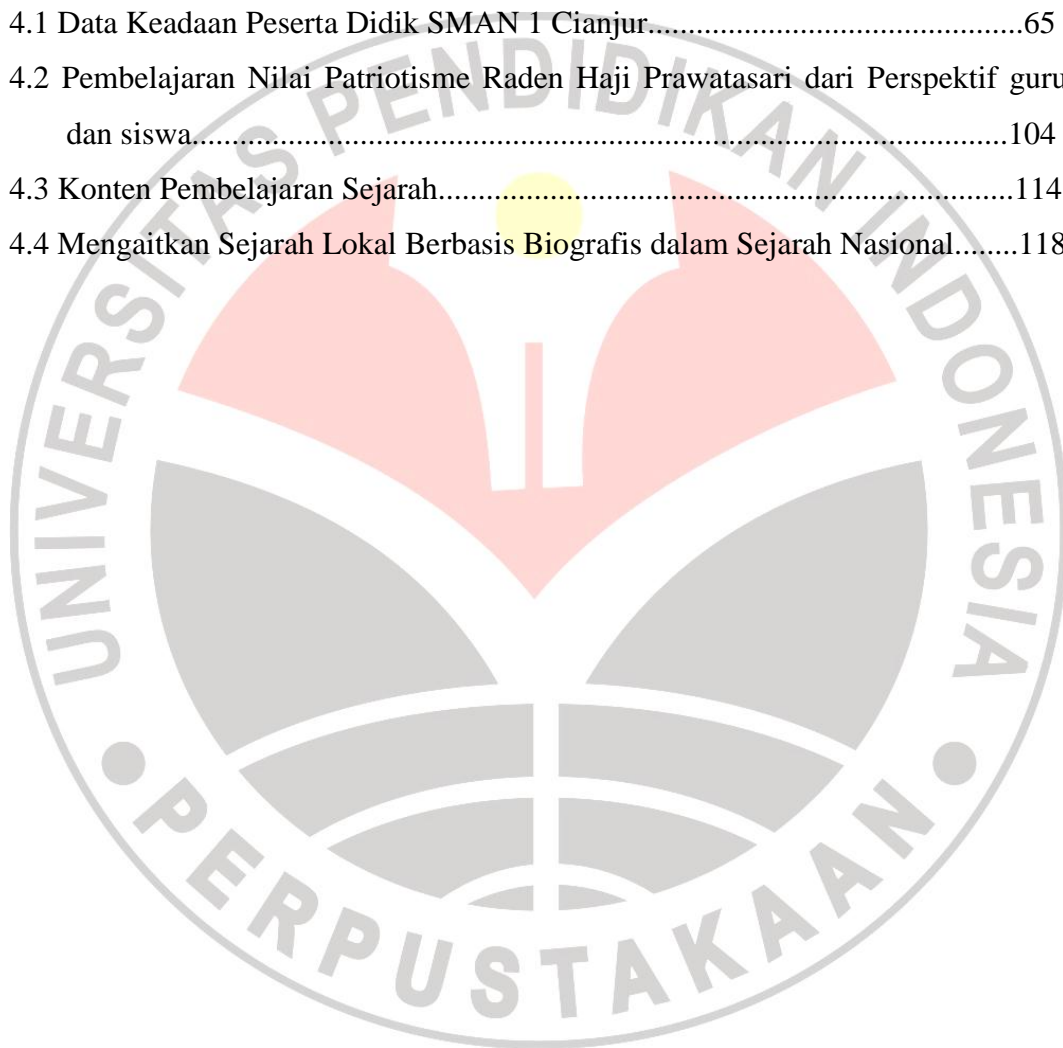 4.1 Data Keadaan Peserta Didik SMAN 1 Cianjur..............................................65
4.2 Pembelajaran Nilai Patriotisme Raden Haji Prawatasari dari Perspektif guru
dan siswa....................................................................................................104
4.3 Konten Pembelajaran Sejarah.......................................................................114
4.4 Mengaitkan Sejarah Lokal Berbasis Biografis dalam Sejarah Nasional........118
UNIVERSITAS PENDIDIKAN INDONESIA
PERPUSTAKAAN